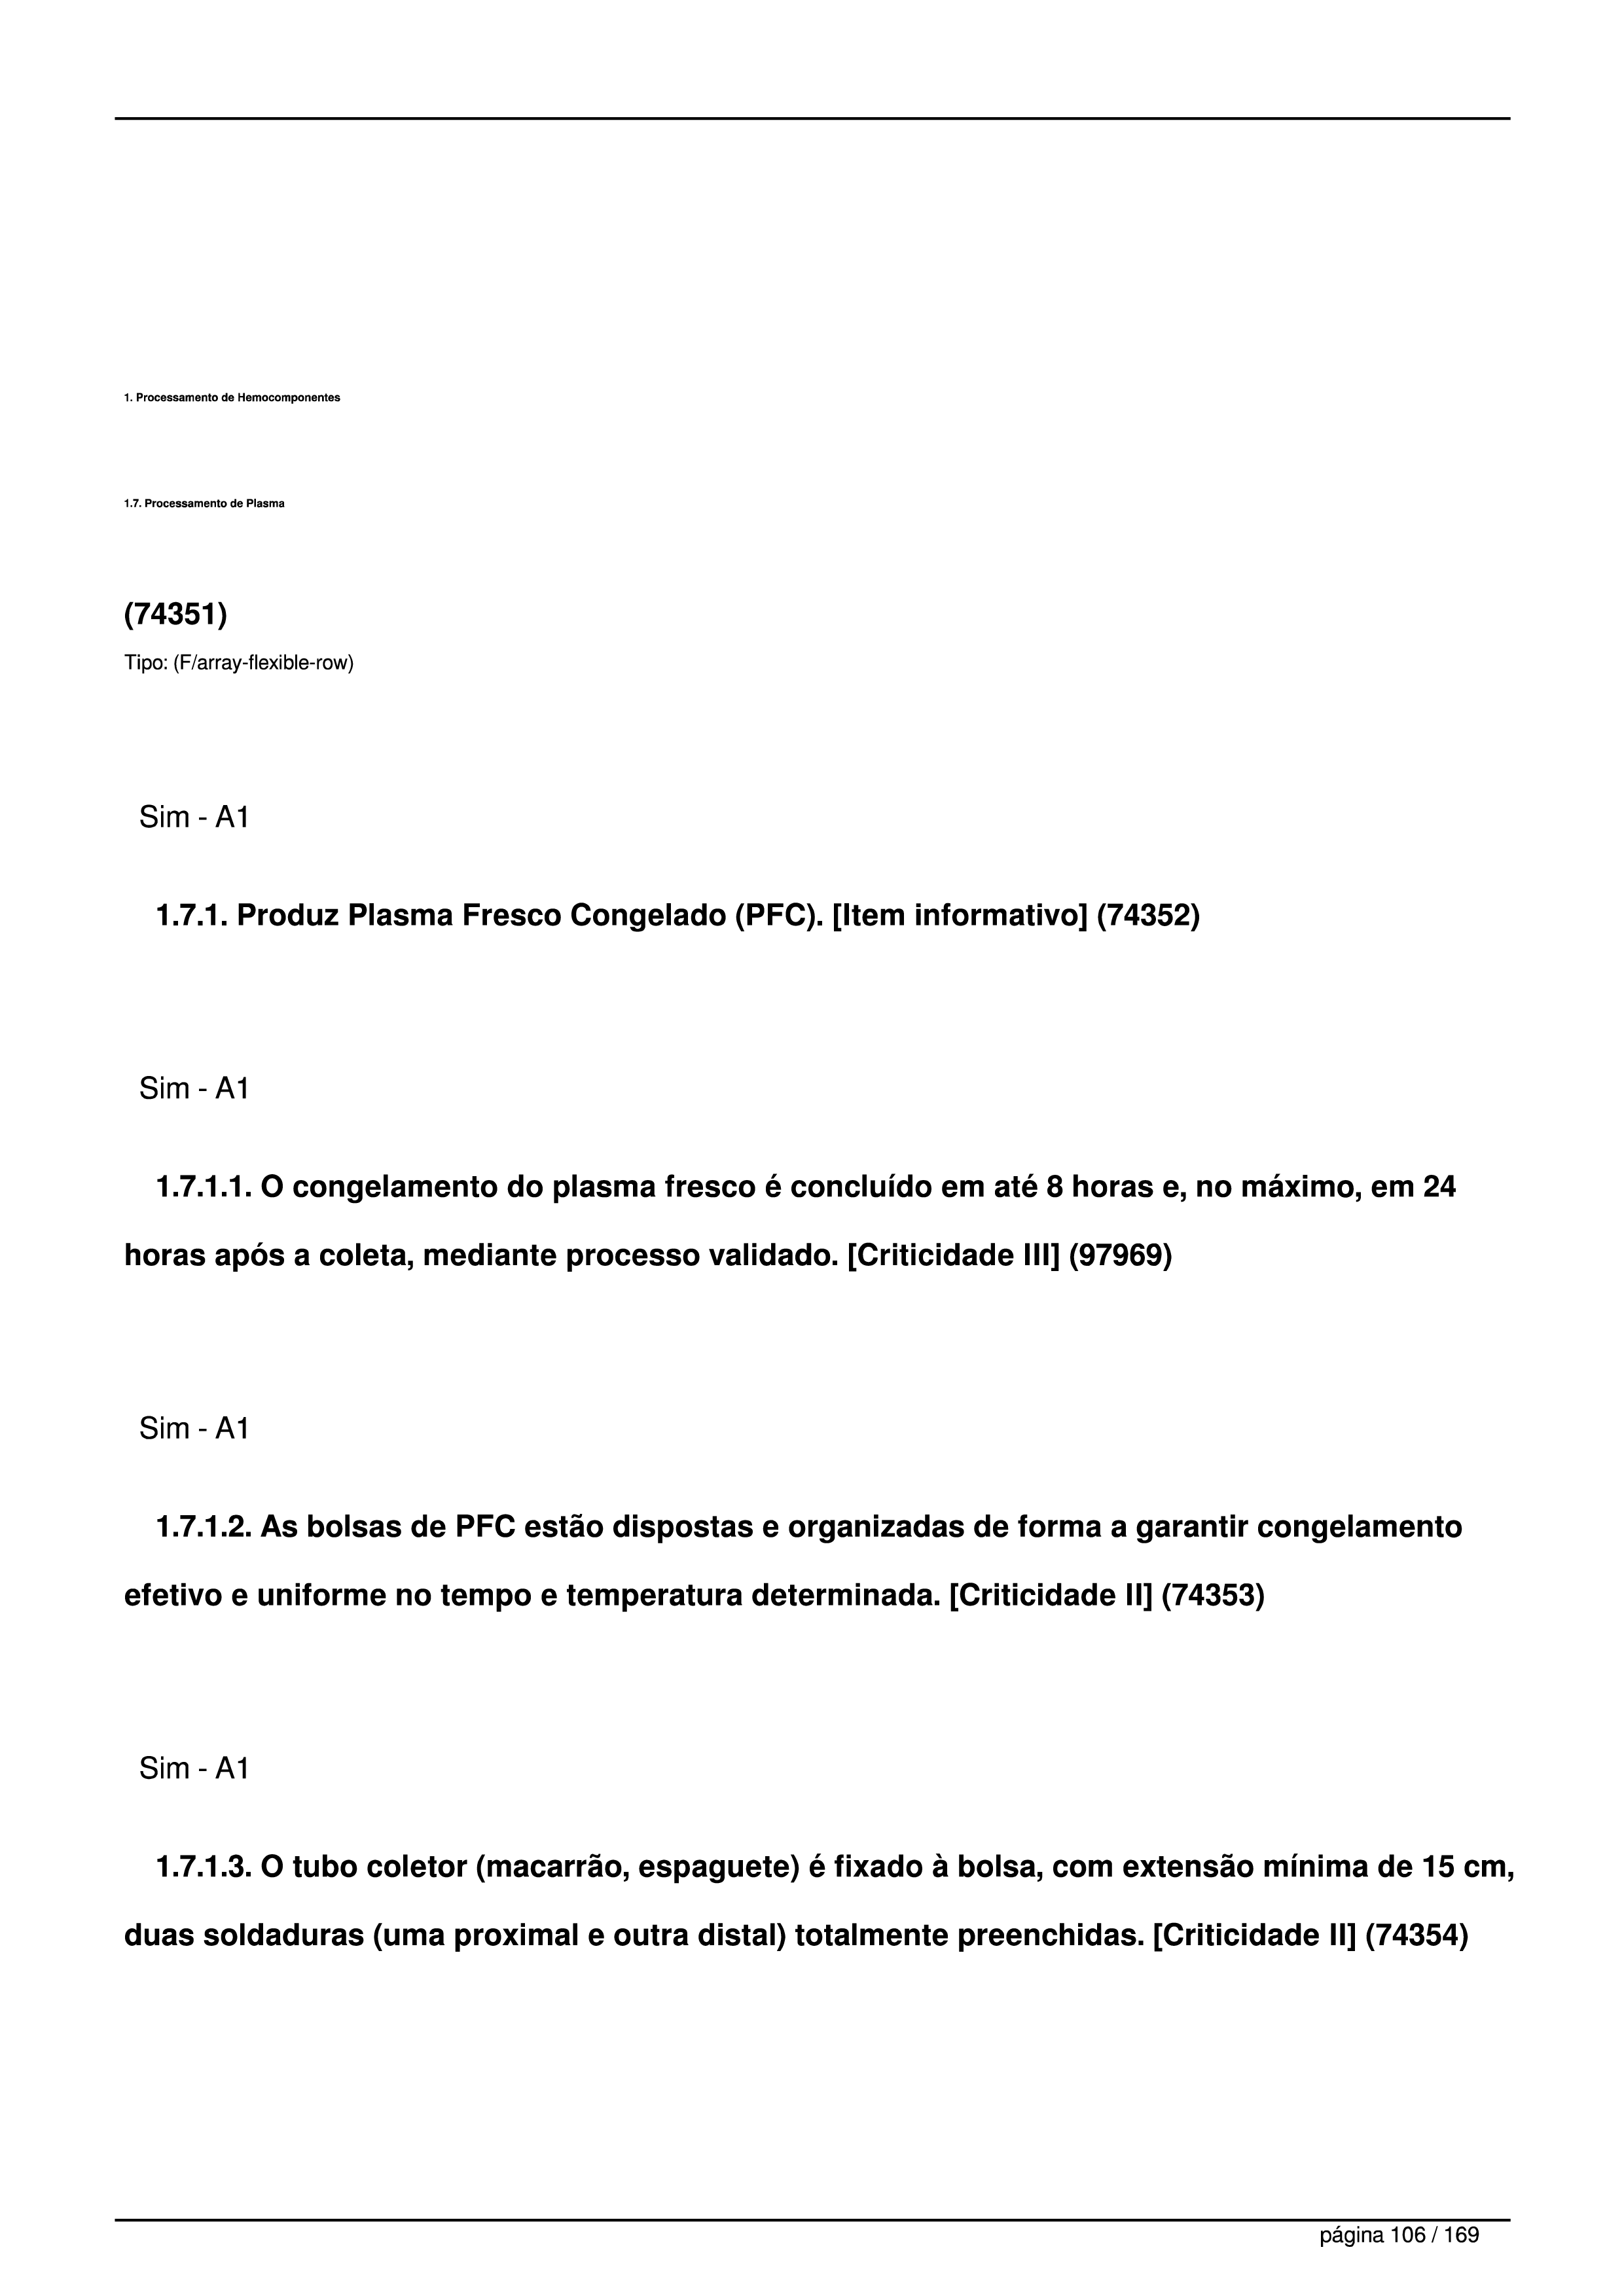 1. Processamento de Hemocomponentes
1.7. Processamento de Plasma
(74351)
Tipo: (F/array-flexible-row)
Sim - A1
1.7.1. Produz Plasma Fresco Congelado (PFC). [Item informativo] (74352)
Sim - A1
1.7.1.1. O congelamento do plasma fresco é concluído em até 8 horas e, no máximo, em 24
horas após a coleta, mediante processo validado. [Criticidade III] (97969)
Sim - A1
1.7.1.2. As bolsas de PFC estão dispostas e organizadas de forma a garantir congelamento
efetivo e uniforme no tempo e temperatura determinada. [Criticidade II] (74353)
Sim - A1
1.7.1.3. O tubo coletor (macarrão, espaguete) é fixado à bolsa, com extensão mínima de 15 cm,
duas soldaduras (uma proximal e outra distal) totalmente preenchidas. [Criticidade II] (74354)
página 106 / 169